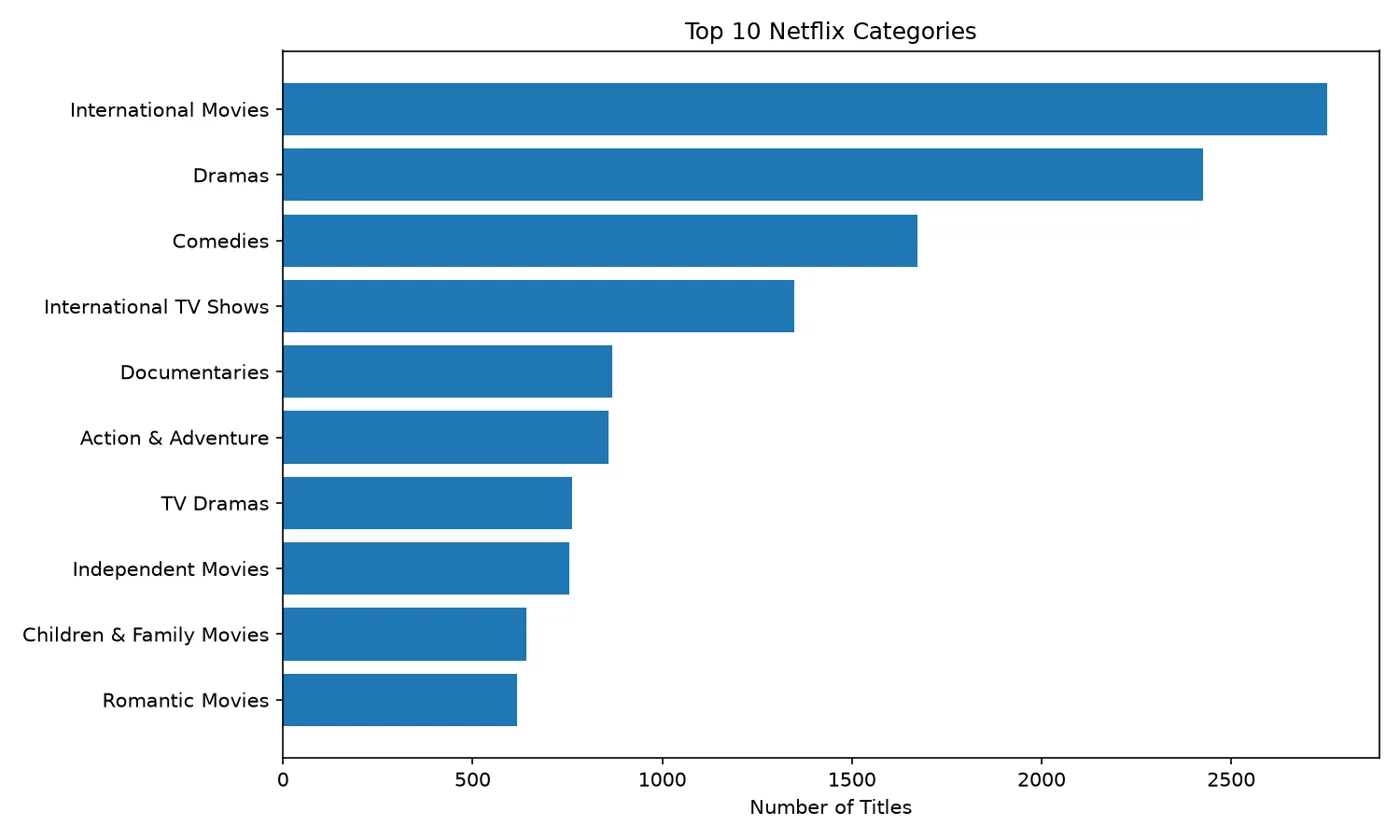 Top 10 Netflix Categories
International Movies
Dramas
Comedies
International TV Shows
Documentaries
Action & Adventure
TV Dramas
Independent Movies
Children & Family Movies
Romantic Movies
0 500 1000 1500 2000 2500
Number of Titles